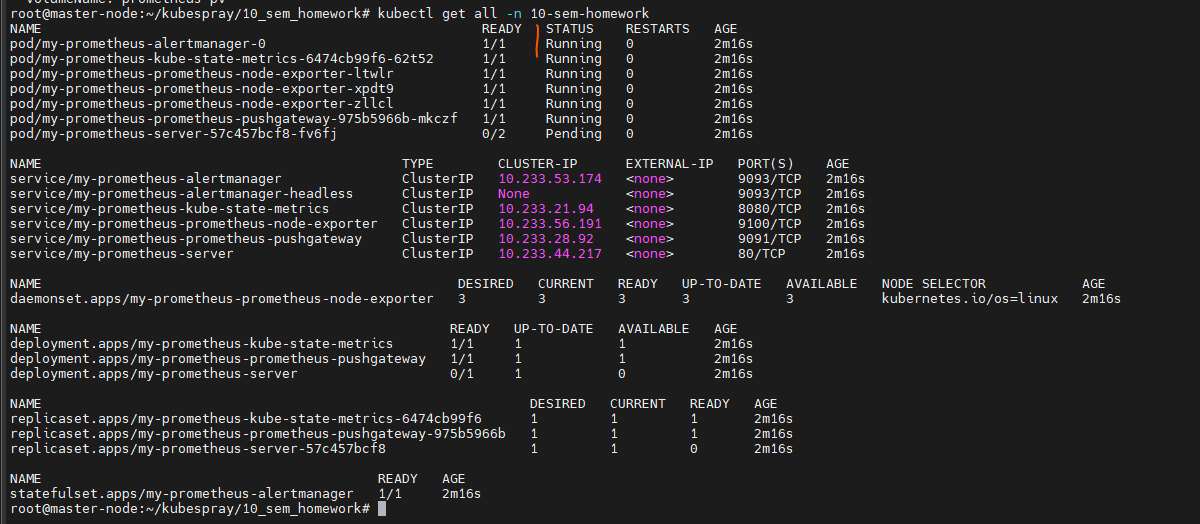 VolumeName: prometheus-pv
root@master-node:~/kubespray/10_sem_homework# kubectl get all -n 10-sem-homework
NAME READY STATUS RESTARTS AGE
pod/my-prometheus-alertmanager-0 1/1 Running 0 2m16s
pod/my-prometheus-kube-state-metrics-6474cb99f6-62t52 1/1 Running 0 2m16s
pod/my-prometheus-prometheus-node-exporter-ltwlr 1/1 Running 0 2m16s
pod/my-prometheus-prometheus-node-exporter-xpdt9 1/1 Running 0 2m16s
pod/my-prometheus-prometheus-node-exporter-zllcl 1/1 Running 0 2m16s
pod/my-prometheus-prometheus-pushgateway-975b5966b-mkczf 1/1 Running 0 2m16s
pod/my-prometheus-server-57c457bcf8-fv6fj 0/2 Pending 0 2m16s
NAME TYPE CLUSTER-IP EXTERNAL-IP PORT(S) AGE
service/my-prometheus-alertmanager ClusterIP 10.233.53.174 <none> 9093/TCP 2m16s
service/my-prometheus-alertmanager-headless ClusterIP None <none> 9093/TCP 2m16s
service/my-prometheus-kube-state-metrics ClusterIP 10.233.21.94 <none> 8080/TCP 2m16s
service/my-prometheus-prometheus-node-exporter ClusterIP 10.233.56.191 <none> 9100/TCP 2m16s
service/my-prometheus-prometheus-pushgateway ClusterIP 10.233.28.92 <none> 9091/TCP 2m16s
service/my-prometheus-server ClusterIP 10.233.44.217 <none> 80/TCP 2m16s
NAME DESIRED CURRENT READY UP-TO-DATE AVAILABLE NODE SELECTOR AGE
daemonset.apps/my-prometheus-prometheus-node-exporter 3 3 3 3 3 kubernetes.io/os=linux 2m16s
NAME READY UP-TO-DATE AVAILABLE AGE
deployment.apps/my-prometheus-kube-state-metrics 1/1 1 1 2m16s
deployment.apps/my-prometheus-prometheus-pushgateway 1/1 1 1 2m16s
deployment.apps/my-prometheus-server 0/1 1 0 2m16s
NAME DESIRED CURRENT READY AGE
replicaset.apps/my-prometheus-kube-state-metrics-6474cb99f6 1 1 1 2m16s
replicaset.apps/my-prometheus-prometheus-pushgateway-975b5966b 1 1 1 2m16s
replicaset.apps/my-prometheus-server-57c457bcf8 1 1 0 2m16s
NAME READY AGE
statefulset.apps/my-prometheus-alertmanager 1/1 2m16s
root@master-node:~/kubespray/10_sem_homework#